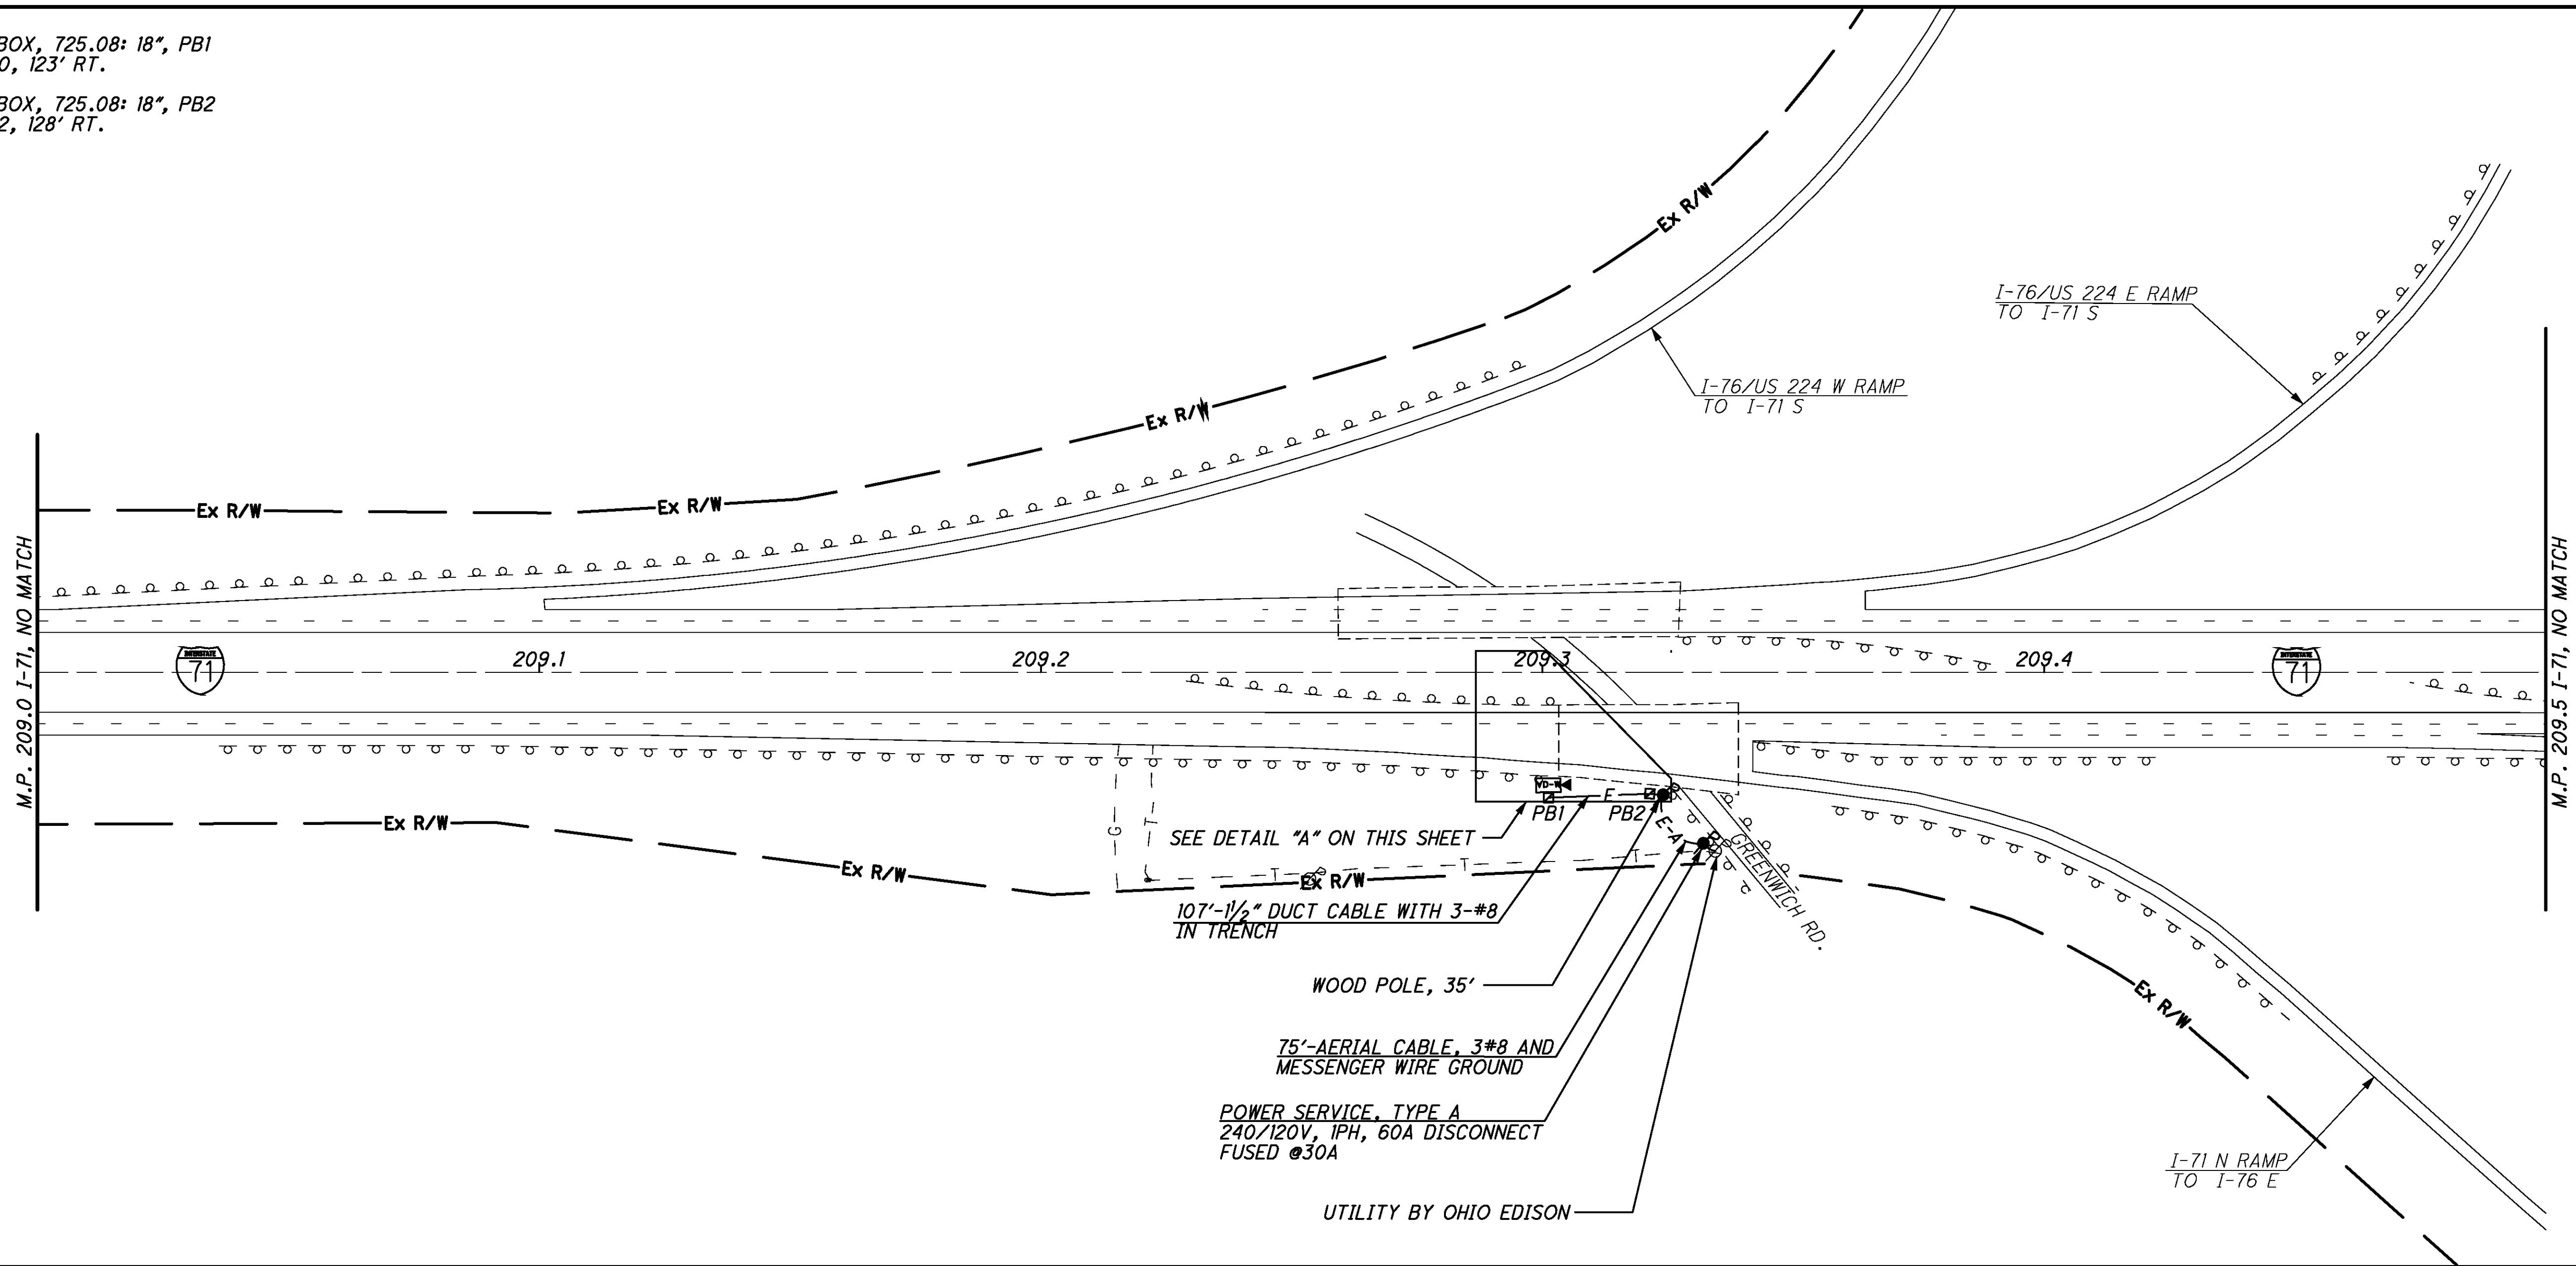 BOX, 725.08: 18", PB1
0, 123' RT.
BOX, 725.08: 18", PB2
2, 128' RT.
Ex R/W
I-76/US 224 E RAMP
TO I-71 S
I-76/US 224 W RAMP
TO I-71 S
Ex R/W
Ex R/W
Ex R/W
M.P. 209.0 I-71, NO MATCH
M.P. 209.5 I-71, NO MATCH
INTERSTATE
71
209.1
209.2
209.3
209.4
INTERSTATE
71
E
PB1
PB2
Ex R/W
G
T
SEE DETAIL "A" ON THIS SHEET
E-A
GREENWICH RD.
Ex R/W
T
T
T
Ex R/W
107'-1 1/2" DUCT CABLE WITH 3-#8
IN TRENCH
WOOD POLE, 35'
Ex R/W
75'-AERIAL CABLE, 3#8 AND
MESSENGER WIRE GROUND
POWER SERVICE, TYPE A
240/120V, 1PH, 60A DISCONNECT
FUSED @30A
I-71 N RAMP
TO I-76 E
UTILITY BY OHIO EDISON